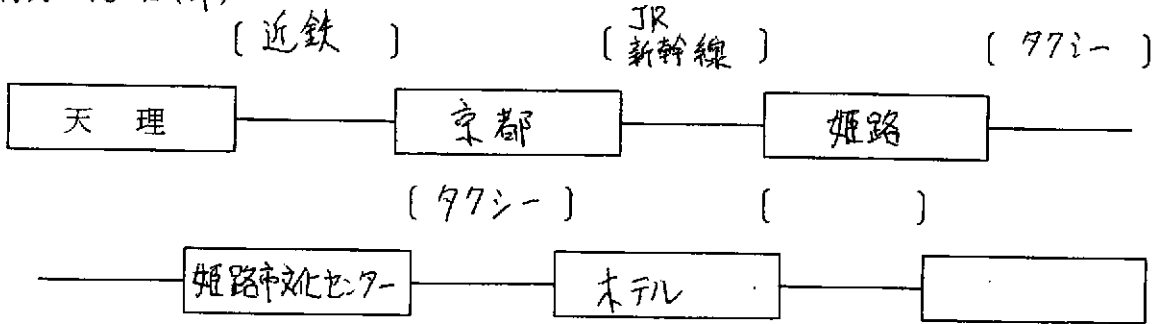 〔 近鉄 〕 〔 JR 新幹線 〕 〔 タクシー 〕
天理 京都 姫路
〔 タクシー 〕 〔 〕
姫路市文化センター ホテル